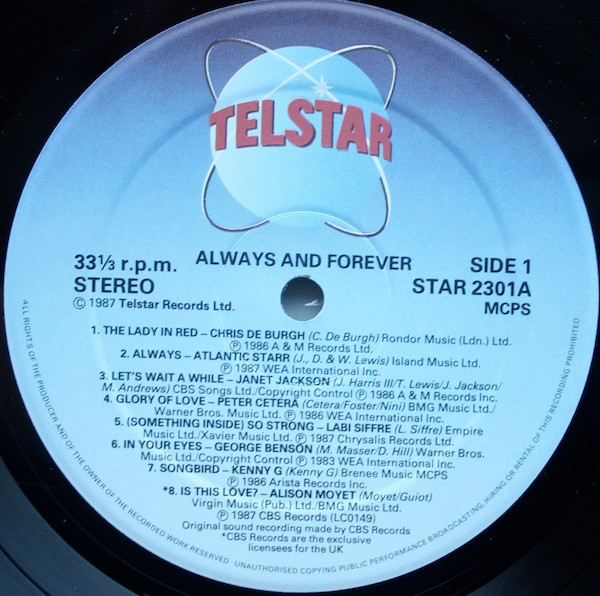 TELSTAR
ALWAYS AND FOREVER
33⅓ r.p.m.
STEREO
SIDE 1
STAR 2301A
MCPS
© 1987 Telstar Records Ltd.
1. THE LADY IN RED – CHRIS DE BURGH (C. De Burgh) Rondor Music (Ldn.) Ltd.
Ⓟ 1986 A & M Records Ltd.
2. ALWAYS – ATLANTIC STARR (J., D. & W. Lewis) Island Music Ltd.
Ⓟ 1987 WEA International Inc.
3. LET'S WAIT A WHILE – JANET JACKSON (J. Harris III/T. Lewis/J. Jackson/
M. Andrews) CBS Songs Ltd./Copyright Control Ⓟ 1986 A & M Records Inc.
4. GLORY OF LOVE – PETER CETERA (Cetera/Foster/Nini) BMG Music Ltd./
Warner Bros. Music Ltd. Ⓟ 1986 WEA International Inc.
5. (SOMETHING INSIDE) SO STRONG – LABI SIFFRE (L. Siffre) Empire
Music Ltd./Xavier Music Ltd. Ⓟ 1987 Chrysalis Records Ltd.
6. IN YOUR EYES – GEORGE BENSON (M. Masser/D. Hill) Warner Bros.
Music Ltd./Copyright Control Ⓟ 1983 WEA International Inc.
7. SONGBIRD – KENNY G (Kenny G) Brenee Music MCPS
Ⓟ 1986 Arista Records Inc.
*8. IS THIS LOVE? – ALISON MOYET (Moyet/Guiot)
Virgin Music (Pub.) Ltd/BMG Music Ltd.
Ⓟ 1987 CBS Records (LC0149)
Original sound recording made by CBS Records
*CBS Records are the exclusive
licensees for the UK
ALL RIGHTS OF THE PRODUCER AND OF THE OWNER OF THE RECORDED WORK RESERVED. UNAUTHORISED COPYING PUBLIC PERFORMANCE BROADCASTING, HIRING OR RENTAL OF THIS RECORDING PROHIBITED